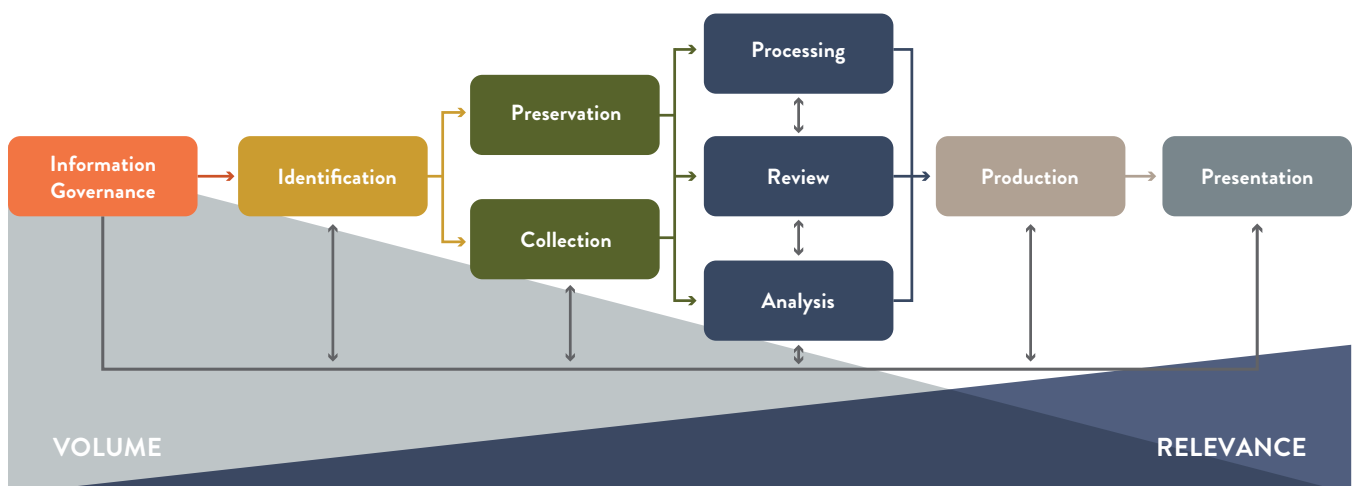 Information
Governance
Identification
Preservation
Collection
Processing
Review
Analysis
Production
Presentation
VOLUME
RELEVANCE